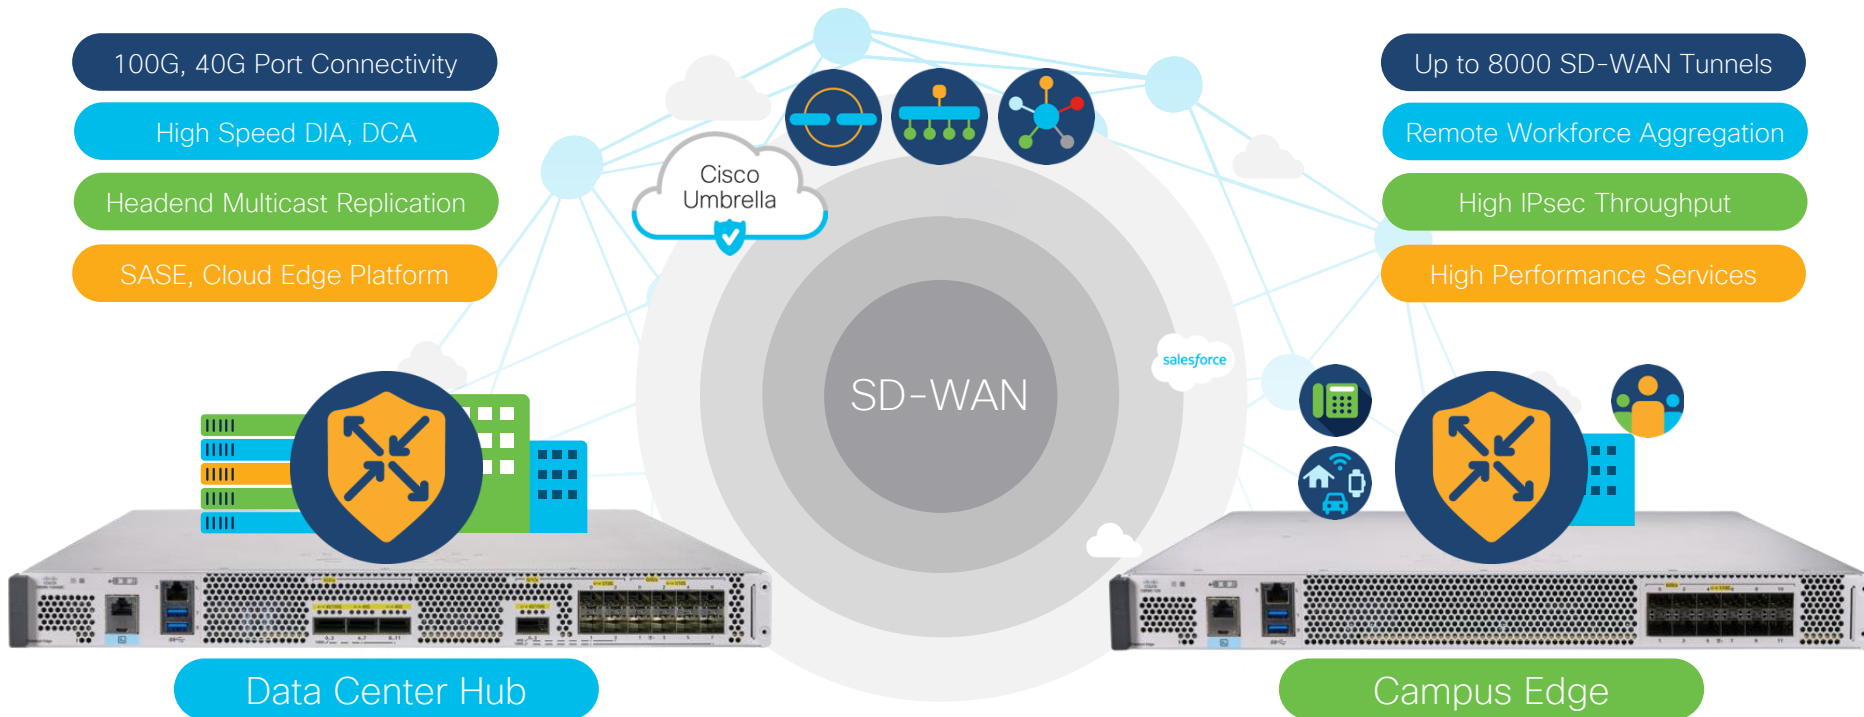 100G, 40G Port Connectivity
High Speed DIA, DCA
Headend Multicast Replication
SASE, Cloud Edge Platform
Up to 8000 SD-WAN Tunnels
Remote Workforce Aggregation
High IPsec Throughput
High Performance Services
Cisco
Umbrella
SD-WAN
salesforce
Data Center Hub
Campus Edge